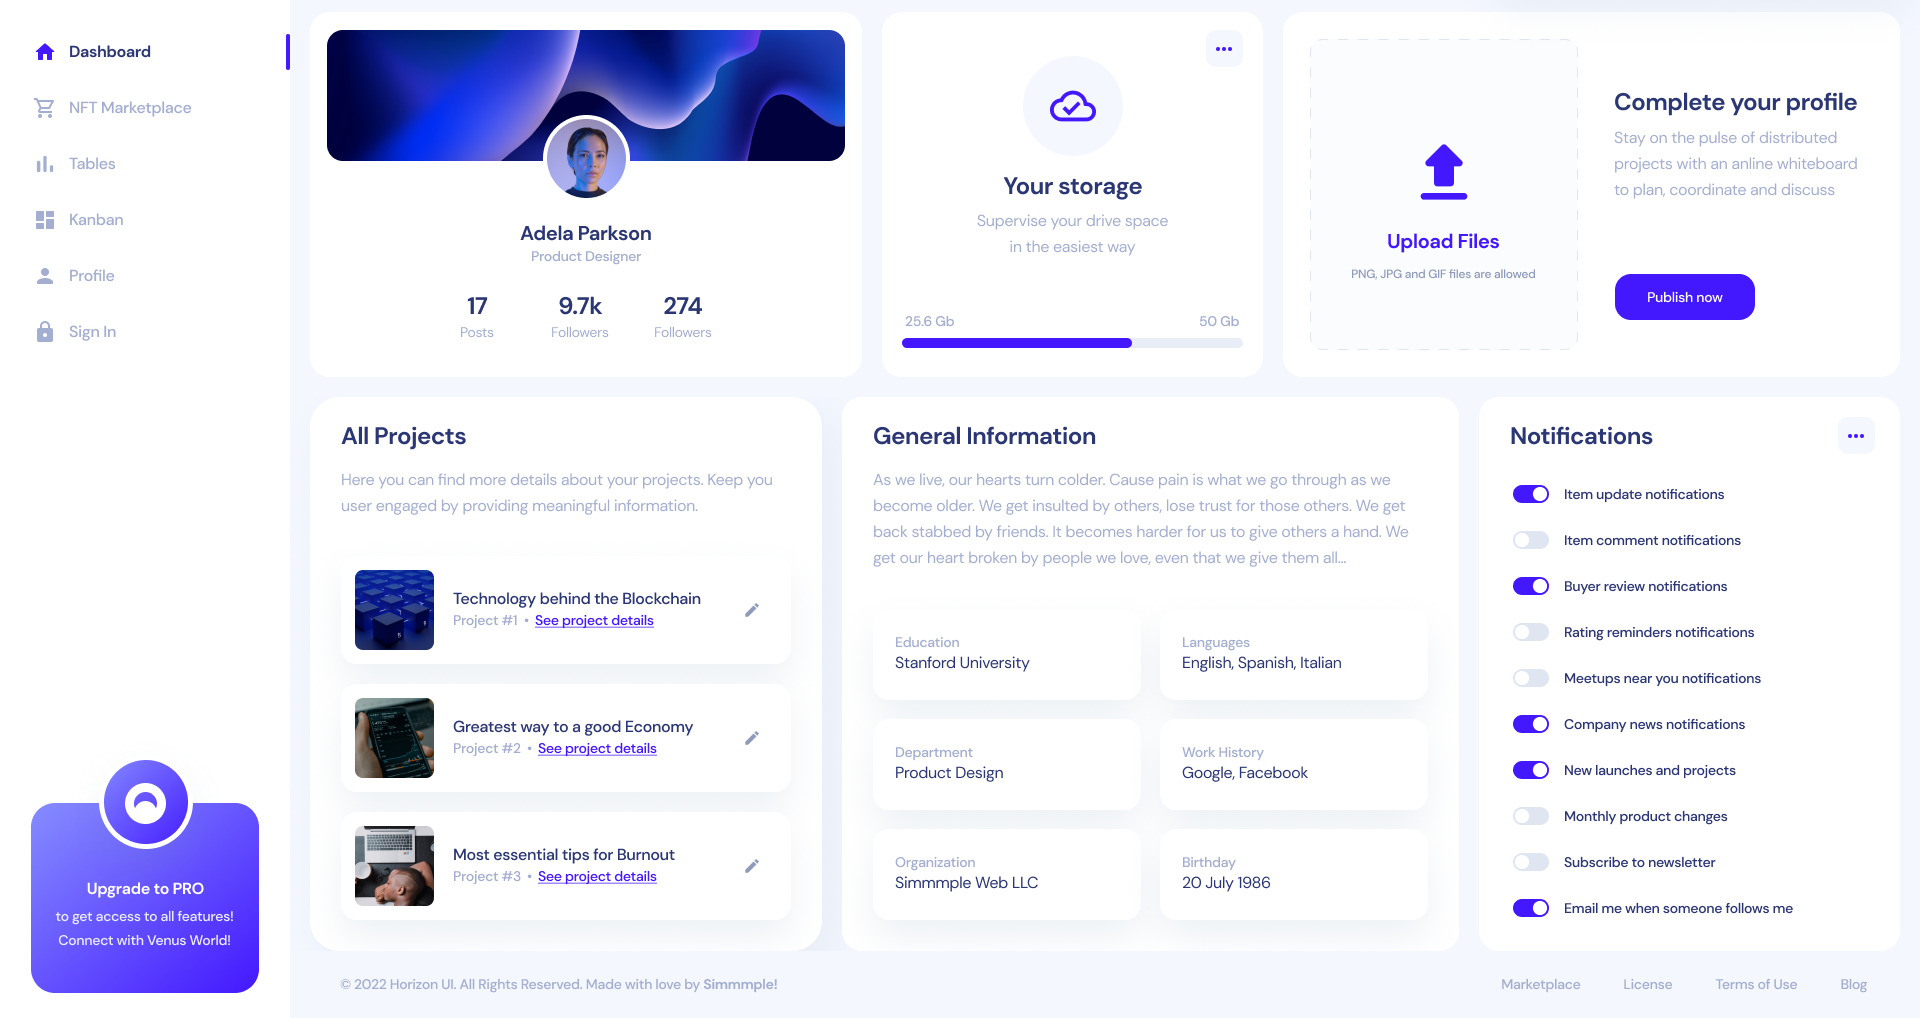 Dashboard
NFT Marketplace
Tables
Kanban
Profile
Sign In
Upgrade to PRO
to get access to all features!
Connect with Venus World!
Adela Parkson
Product Designer
17
Posts
9.7k
Followers
274
Followers
Your storage
Supervise your drive space
in the easiest way
25.6 Gb
50 Gb
Upload Files
PNG, JPG and GIF files are allowed
Complete your profile
Stay on the pulse of distributed
projects with an anline whiteboard
to plan, coordinate and discuss
Publish now
All Projects
Here you can find more details about your projects. Keep you
user engaged by providing meaningful information.
Technology behind the Blockchain
Project #1 • See project details
Greatest way to a good Economy
Project #2 • See project details
Most essential tips for Burnout
Project #3 • See project details
General Information
As we live, our hearts turn colder. Cause pain is what we go through as we
become older. We get insulted by others, lose trust for those others. We get
back stabbed by friends. It becomes harder for us to give others a hand. We
get our heart broken by people we love, even that we give them all...
Education
Stanford University
Languages
English, Spanish, Italian
Department
Product Design
Work History
Google, Facebook
Organization
Simmmple Web LLC
Birthday
20 July 1986
Notifications
Item update notifications
Item comment notifications
Buyer review notifications
Rating reminders notifications
Meetups near you notifications
Company news notifications
New launches and projects
Monthly product changes
Subscribe to newsletter
Email me when someone follows me
© 2022 Horizon UI. All Rights Reserved. Made with love by Simmmple!
Marketplace
License
Terms of Use
Blog